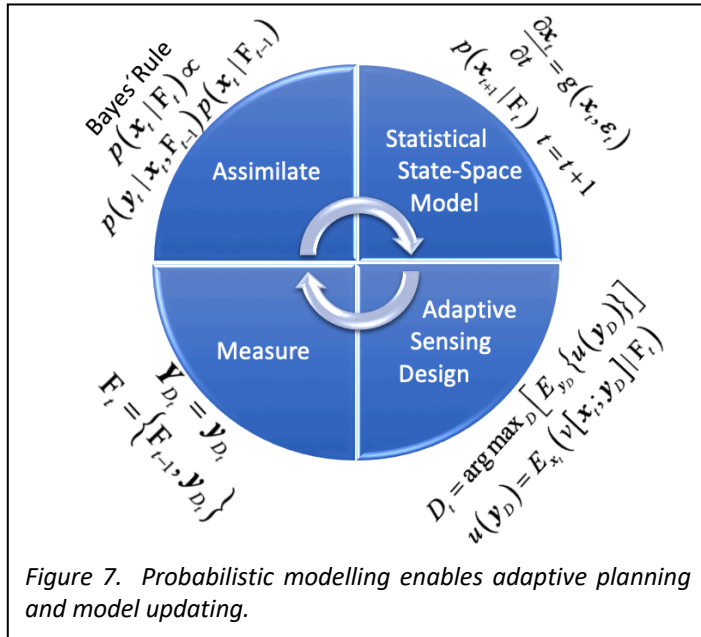 Bayes' Rule
p(x_t | F_t) ∝
p(y_t | x_t, F_{t-1}) p(x_t | F_{t-1})
∂x_t/∂t = g(x_t, ε_t)
p(x_{t+1} | F_t) t = t+1
Assimilate
Statistical
State-Space
Model
Measure
Adaptive
Sensing
Design
Y_{D_t} = y_{D_t}
F_t = {F_{t-1}, y_{D_t}}
D_t = arg max_D [E_{y_D} {u(y_D)}]
u(y_D) = E_{x_t} (v[x_t; y_D] | F_t)
Figure 7. Probabilistic modelling enables adaptive planning
and model updating.